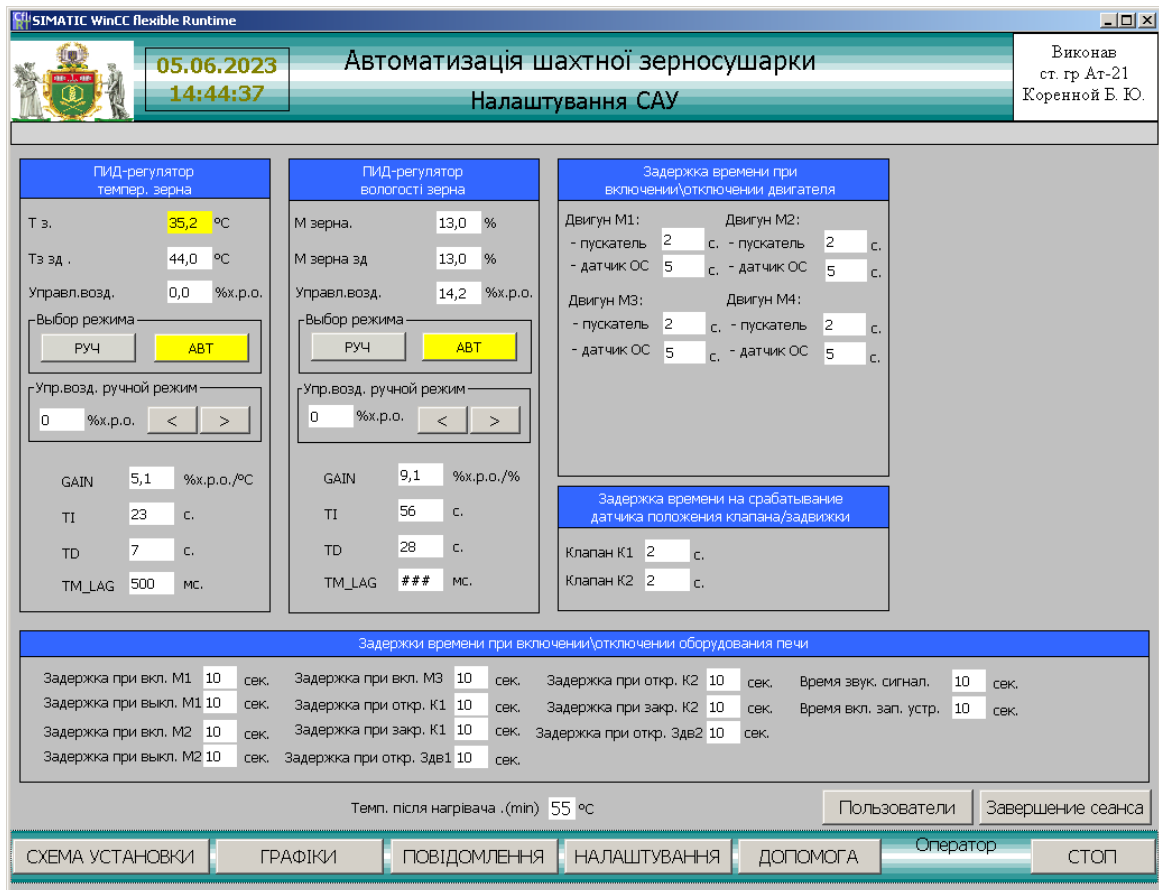 SIMATIC WinCC flexible Runtime
05.06.2023
14:44:37
Автоматизація шахтної зерносушарки
Налаштування САУ
Виконав
ст. гр Ат-21
Коренной Б. Ю.
ПИД-регулятор
темпер. зерна
Т з. 35,2 ºC
Тз зд . 44,0 ºC
Управл.возд. 0,0 %х.р.о.
Выбор режима
РУЧ АВТ
Упр.возд. ручной режим
0 %х.р.о. < >
GAIN 5,1 %х.р.о./ºC
TI 23 с.
TD 7 с.
TM_LAG 500 мс.
ПИД-регулятор
вологості зерна
М зерна. 13,0 %
М зерна зд 13,0 %
Управл.возд. 14,2 %х.р.о.
Выбор режима
РУЧ АВТ
Упр.возд. ручной режим
0 %х.р.о. < >
GAIN 9,1 %х.р.о./%
TI 56 с.
TD 28 с.
TM_LAG ### мс.
Задержка времени при
включении\отключении двигателя
Двигун М1: Двигун М2:
- пускатель 2 с. - пускатель 2 с.
- датчик ОС 5 с. - датчик ОС 5 с.
Двигун М3: Двигун М4:
- пускатель 2 с. - пускатель 2 с.
- датчик ОС 5 с. - датчик ОС 5 с.
Задержка времени на срабатывание
датчика положения клапана/задвижки
Клапан К1 2 с.
Клапан К2 2 с.
Задержки времени при включении\отключении оборудования печи
Задержка при вкл. М1 10 сек. Задержка при вкл. М3 10 сек. Задержка при откр. К2 10 сек. Время звук. сигнал. 10 сек.
Задержка при выкл. М1 10 сек. Задержка при откр. К1 10 сек. Задержка при закр. К2 10 сек. Время вкл. зап. устр. 10 сек.
Задержка при вкл. М2 10 сек. Задержка при закр. К1 10 сек. Задержка при откр. Здв2 10 сек.
Задержка при выкл. М2 10 сек. Задержка при откр. Здв1 10 сек.
Темп. після нагрівача .(min) 55 ºC
Пользователи Завершение сеанса
СХЕМА УСТАНОВКИ ГРАФІКИ ПОВІДОМЛЕННЯ НАЛАШТУВАННЯ ДОПОМОГА Оператор СТОП